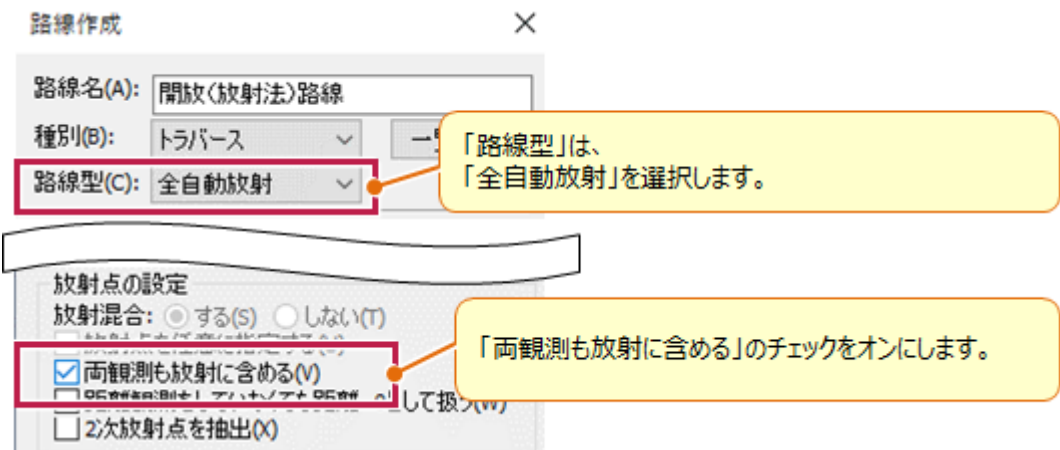 路線作成
路線名(A): 開放(放射法)路線
種別(B): トラバース
路線型(C): 全自動放射
「路線型」は、
「全自動放射」を選択します。
放射点の設定
放射混合: する(S) しない(T)
両観測も放射に含める(V)
して扱う(W)
2次放射点を抽出(X)
「両観測も放射に含める」のチェックをオンにします。